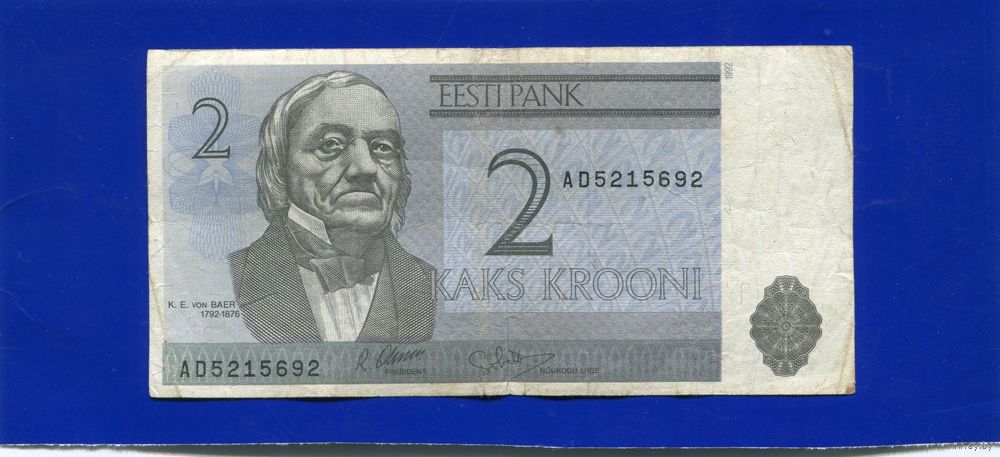 1992
EESTI PANK
2
2
AD5215692
KAKS KROONI
K. E. VON BAER
1792-1876
AD5215692
PRESIDENT
NÕUKOGU LIIGE